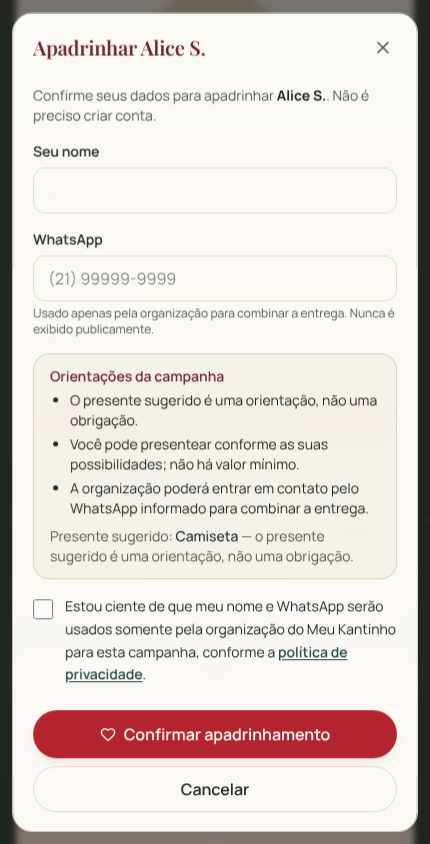 Apadrinhar Alice S.
Confirme seus dados para apadrinhar Alice S.. Não é
preciso criar conta.
Seu nome
WhatsApp
(21) 99999-9999
Usado apenas pela organização para combinar a entrega. Nunca é
exibido publicamente.
Orientações da campanha
• O presente sugerido é uma orientação, não uma
obrigação.
• Você pode presentear conforme as suas
possibilidades; não há valor mínimo.
• A organização poderá entrar em contato pelo
WhatsApp informado para combinar a entrega.
Presente sugerido: Camiseta — o presente
sugerido é uma orientação, não uma obrigação.
Estou ciente de que meu nome e WhatsApp serão
usados somente pela organização do Meu Kantinho
para esta campanha, conforme a política de
privacidade.
Confirmar apadrinhamento
Cancelar